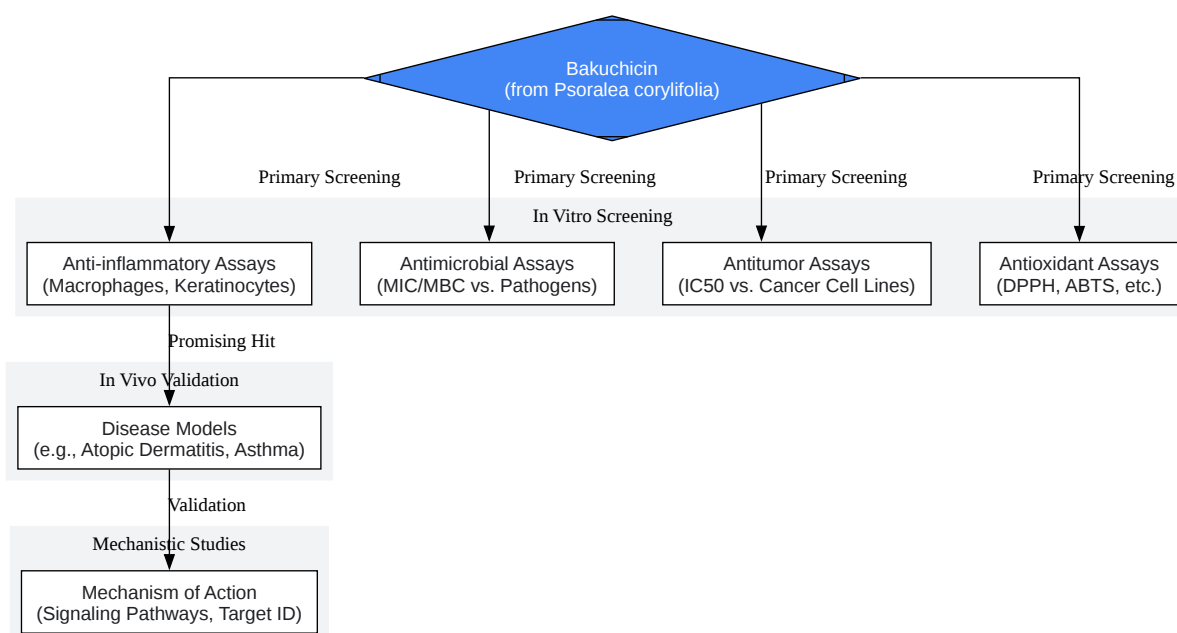 Bakuchicin
(from Psoralea corylifolia)
Primary Screening
Primary Screening
Primary Screening
Primary Screening
In Vitro Screening
Anti-inflammatory Assays
(Macrophages, Keratinocytes)
Antimicrobial Assays
(MIC/MBC vs. Pathogens)
Antitumor Assays
(IC50 vs. Cancer Cell Lines)
Antioxidant Assays
(DPPH, ABTS, etc.)
Promising Hit
In Vivo Validation
Disease Models
(e.g., Atopic Dermatitis, Asthma)
Validation
Mechanistic Studies
Mechanism of Action
(Signaling Pathways, Target ID)